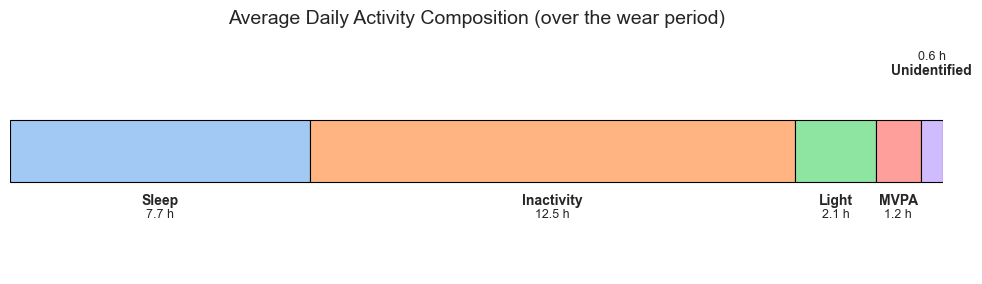 Average Daily Activity Composition (over the wear period)
0.6 h
Unidentified
Sleep
7.7 h
Inactivity
12.5 h
Light
2.1 h
MVPA
1.2 h